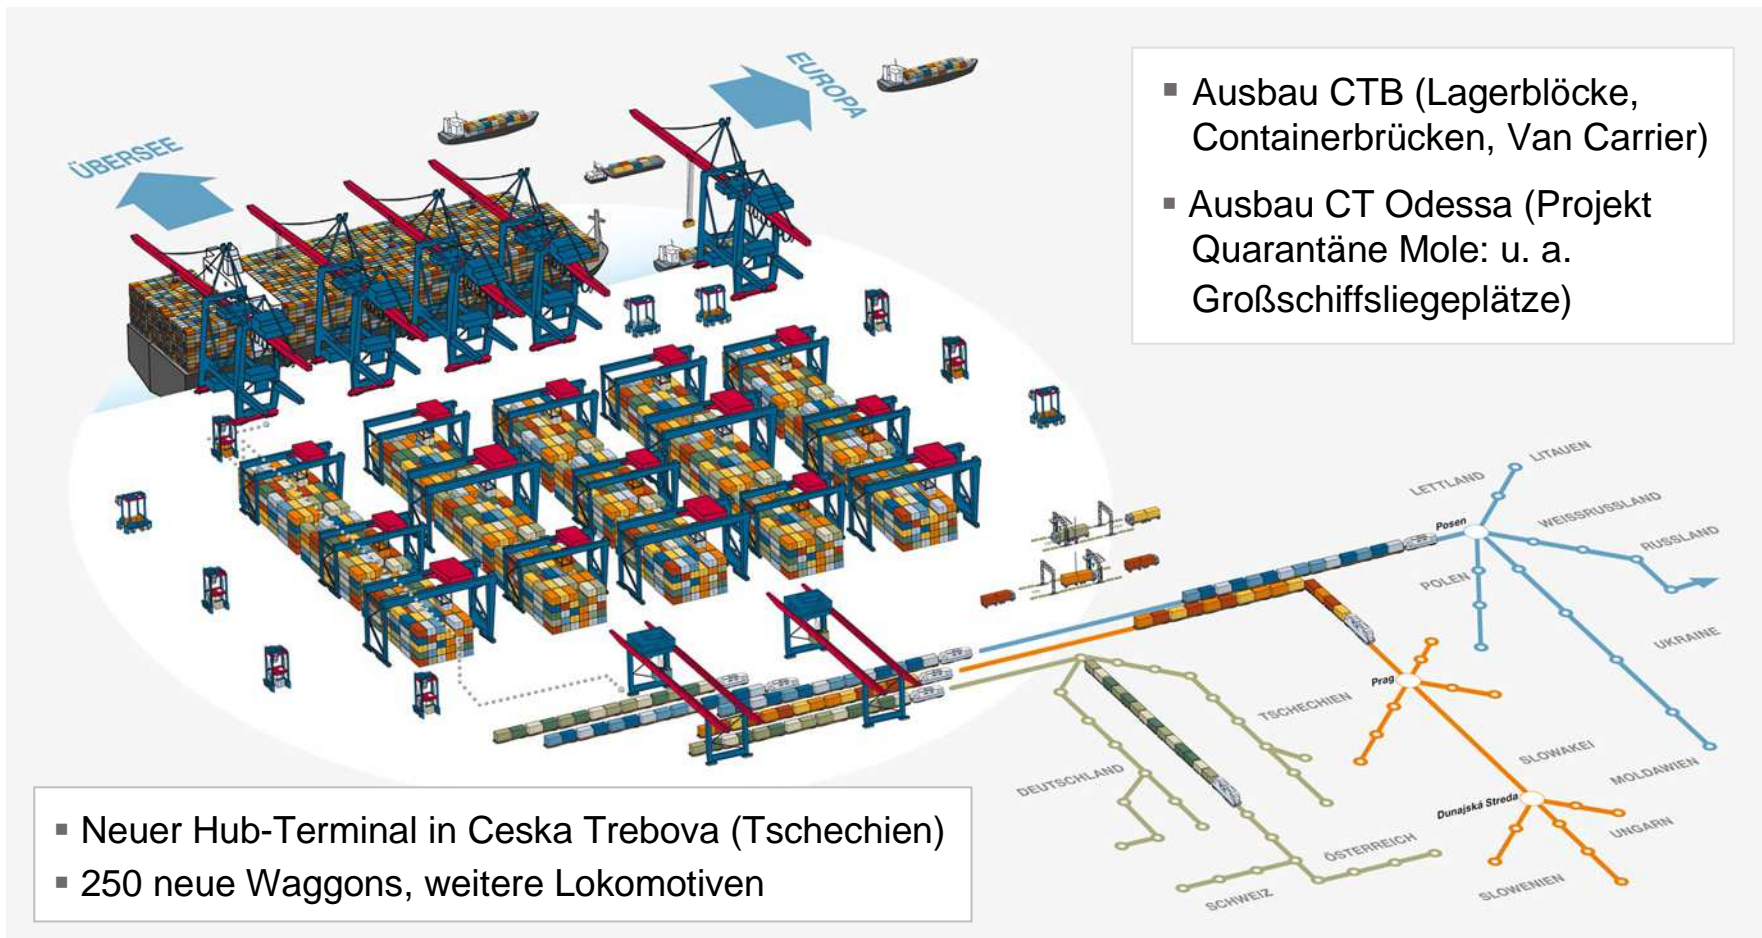 ÜBERSEE
EUROPA
▪ Ausbau CTB (Lagerblöcke,
Containerbrücken, Van Carrier)
▪ Ausbau CT Odessa (Projekt
Quarantäne Mole: u. a.
Großschiffsliegeplätze)
LETTLAND
LITAUEN
Posen
WEISSRUSSLAND
RUSSLAND
POLEN
UKRAINE
Prag
TSCHECHIEN
SLOWAKEI
MOLDAWIEN
DEUTSCHLAND
Dunajská Streda
UNGARN
ÖSTERREICH
SCHWEIZ
SLOWENIEN
▪ Neuer Hub-Terminal in Ceska Trebova (Tschechien)
▪ 250 neue Waggons, weitere Lokomotiven